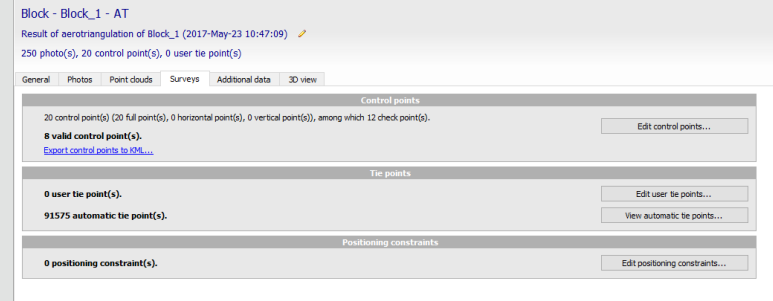 Block - Block_1 - AT
Result of aerotriangulation of Block_1 (2017-May-23 10:47:09)
250 photo(s), 20 control point(s), 0 user tie point(s)
General Photos Point clouds Surveys Additional data 3D view
Control points
20 control point(s) (20 full point(s), 0 horizontal point(s), 0 vertical point(s)), among which 12 check point(s).
Edit control points...
8 valid control point(s).
Export control points to KML...
Tie points
0 user tie point(s).
Edit user tie points...
91575 automatic tie point(s).
View automatic tie points...
Positioning constraints
0 positioning constraint(s).
Edit positioning constraints...